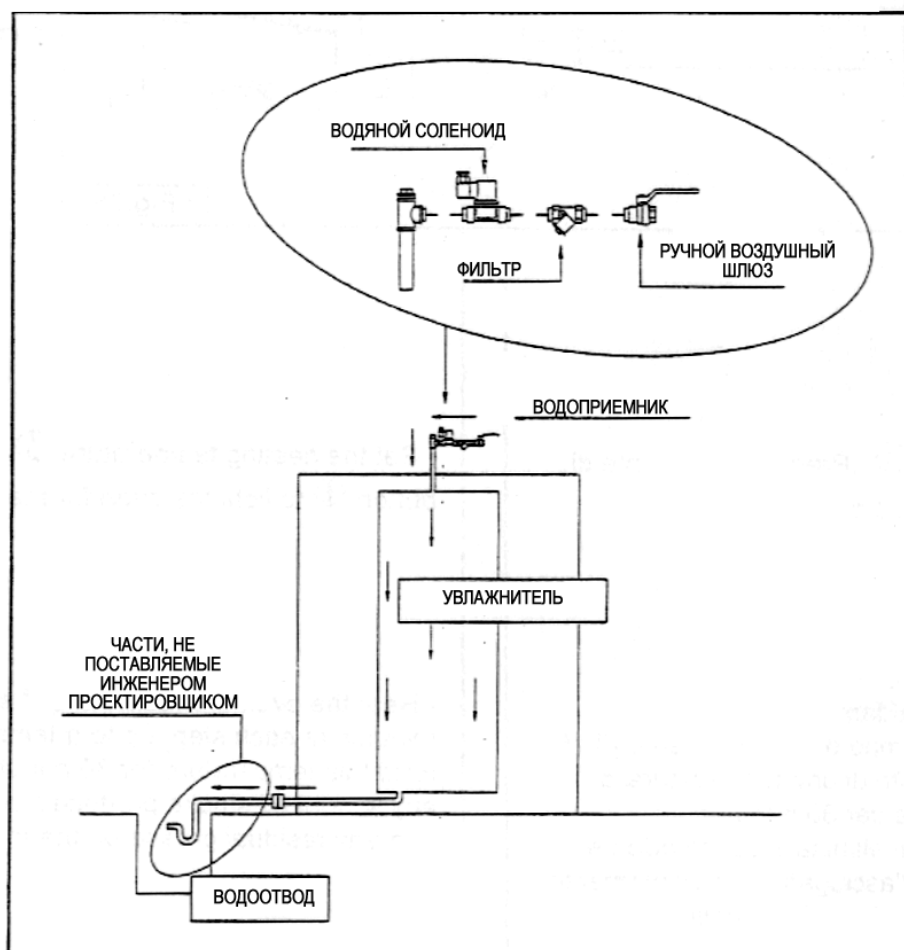 ВОДЯНОЙ СОЛЕНОИД
ФИЛЬТР
РУЧНОЙ ВОЗДУШНЫЙ
ШЛЮЗ
ВОДОПРИЕМНИК
УВЛАЖНИТЕЛЬ
ЧАСТИ, НЕ
ПОСТАВЛЯЕМЫЕ
ИНЖЕНЕРОМ
ПРОЕКТИРОВЩИКОМ
ВОДООТВОД